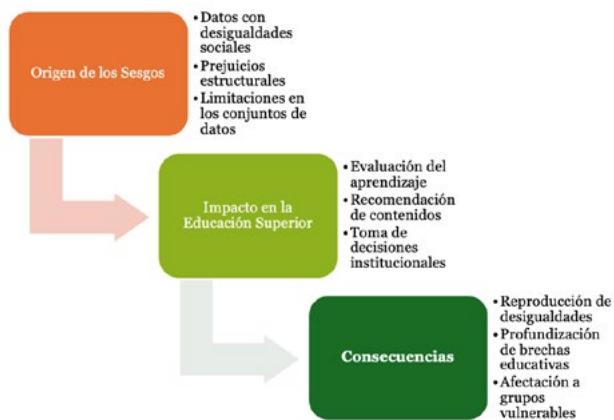 Origen de los Sesgos
•Datos con
desigualdades
sociales
•Prejuicios
estructurales
•Limitaciones en
los conjuntos de
datos
Impacto en la
Educación Superior
•Evaluación del
aprendizaje
•Recomendación
de contenidos
•Toma de
decisiones
institucionales
Consecuencias
•Reproducción de
desigualdades
•Profundización
de brechas
educativas
•Afectación a
grupos
vulnerables